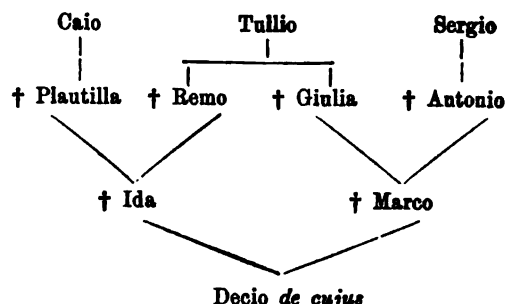 Caio Tullio Sergio
† Plautilla † Remo † Giulia † Antonio
† Ida † Marco
Decio de cujus